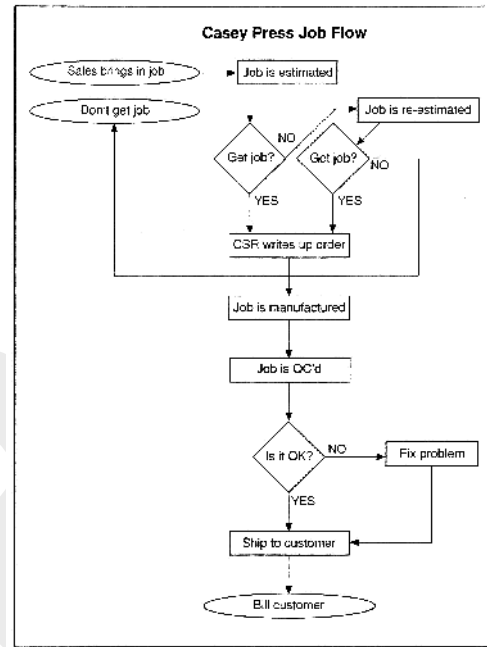 Casey Press Job Flow
Sales brings in job
Job is estimated
Don't get job
Job is re-estimated
NO
Get job?
Get job?
NO
YES
YES
CSR writes up order
Job is manufactured
Job is QC'd
Is it OK?
NO
Fix problem
YES
Ship to customer
Bill customer